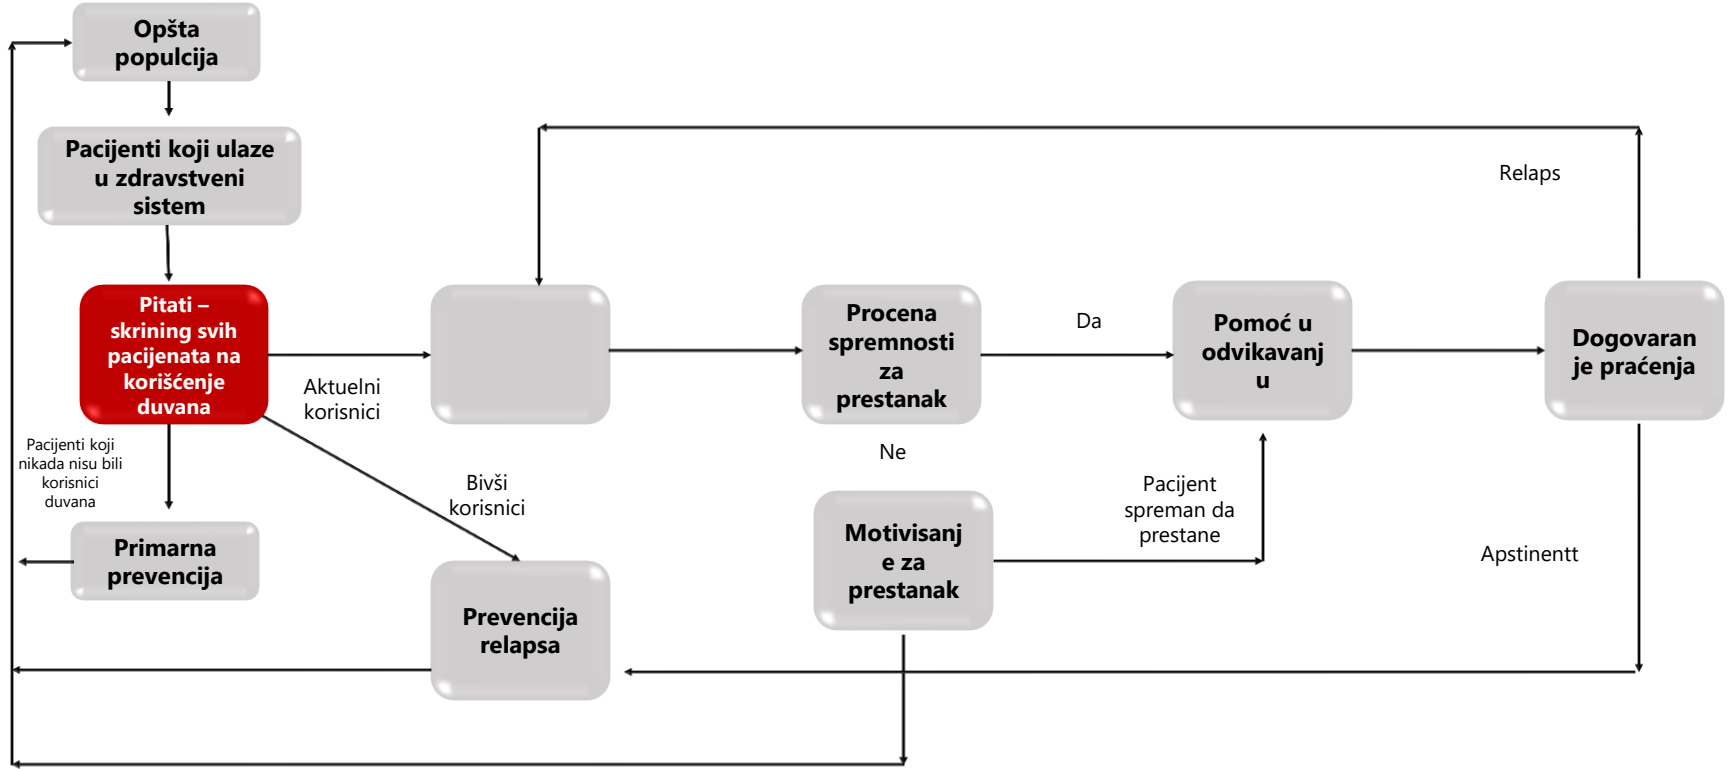 Opšta
populcija
Pacijenti koji ulaze
u zdravstveni
sistem
Relaps
Pitati –
skrining svih
pacijenata na
korišćenje
duvana
Aktuelni
korisnici
Procena
spremnosti
za
prestanak
Da
Pomoć u
odvikavanj
u
Dogovaran
je praćenja
Pacijenti koji
nikada nisu bili
korisnici
duvana
Bivši
korisnici
Ne
Pacijent
spreman da
prestane
Primarna
prevencija
Motivisanj
e za
prestanak
Apstinentt
Prevencija
relapsa